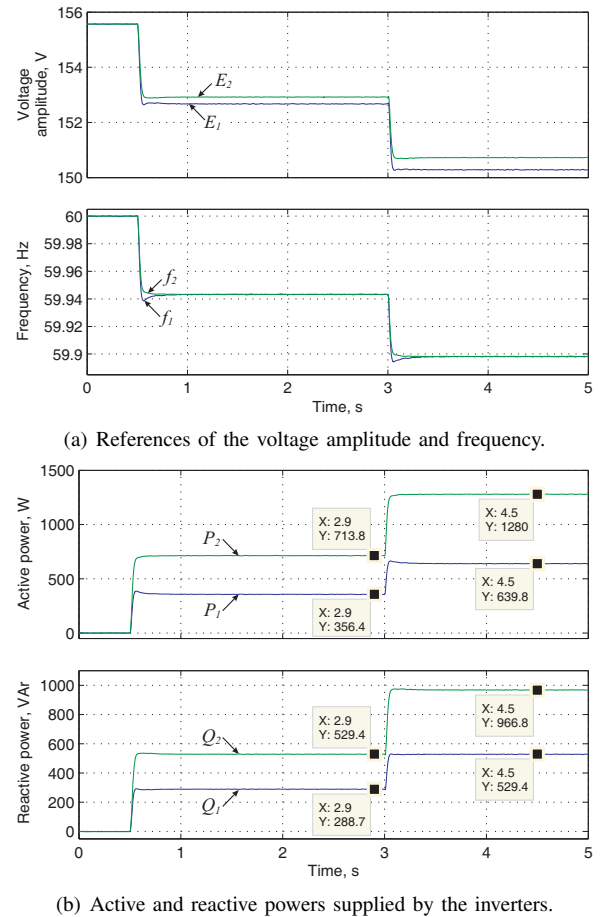 156
154
152
150
Voltage
amplitude, V
E2
E1
60
59.98
59.96
59.94
59.92
59.9
Frequency, Hz
f2
f1
0 1 2 3 4 5
Time, s
(a) References of the voltage amplitude and frequency.
1500
1000
500
0
Active power, W
P2
P1
X: 2.9
Y: 713.8
X: 4.5
Y: 1280
X: 2.9
Y: 356.4
X: 4.5
Y: 639.8
1000
800
600
400
200
0
Reactive power, VAr
Q2
Q1
X: 2.9
Y: 529.4
X: 4.5
Y: 966.8
X: 2.9
Y: 288.7
X: 4.5
Y: 529.4
0 1 2 3 4 5
Time, s
(b) Active and reactive powers supplied by the inverters.